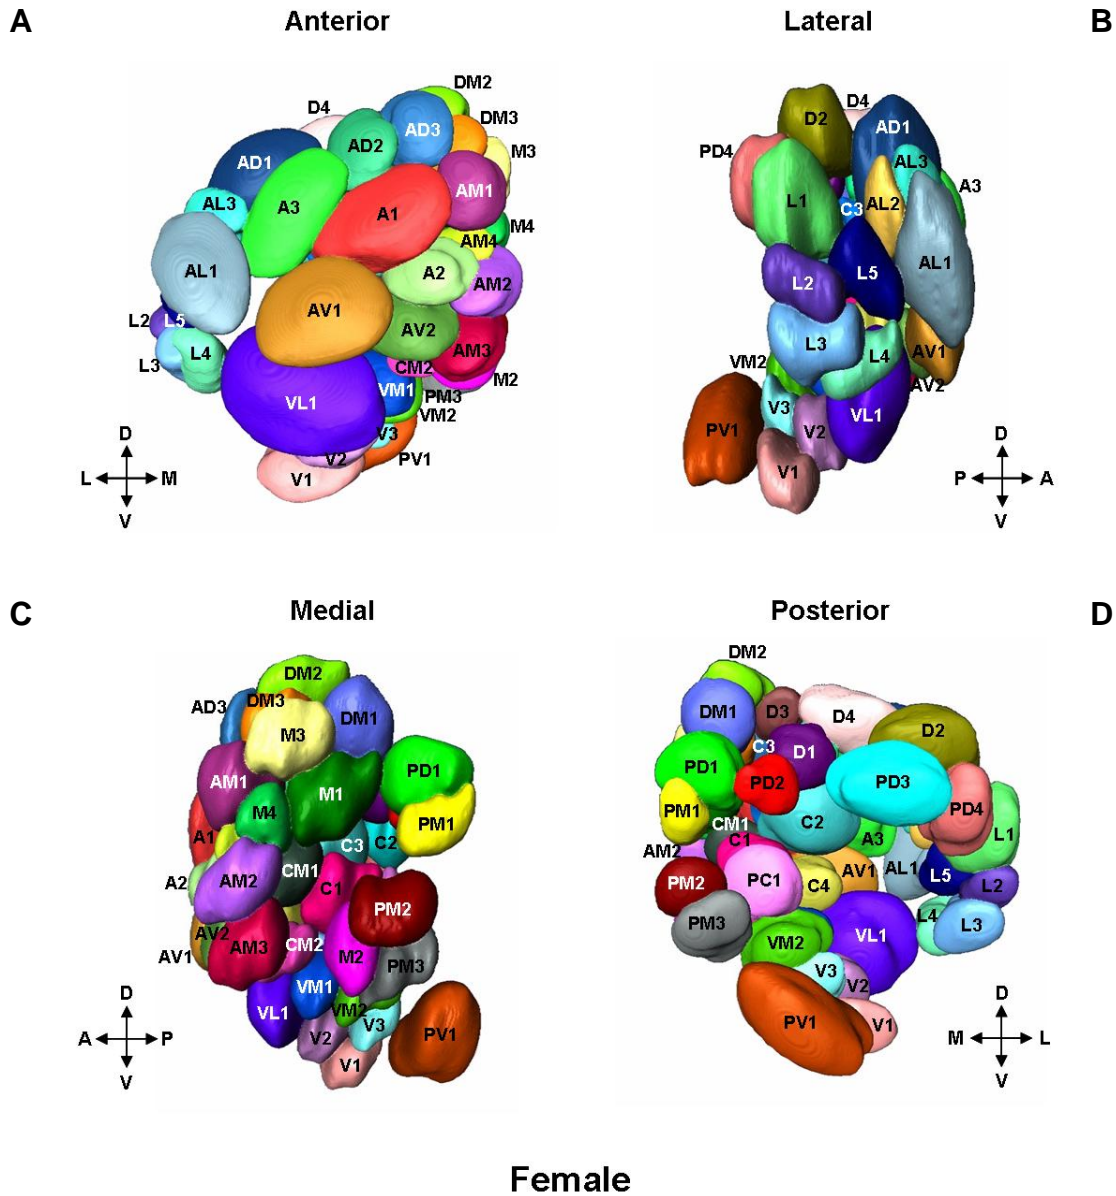 A Anterior
Lateral B
DM2
D4
AD3
DM3
AD2
M3
AD1
AM1
AL3
A3
A1
M4
AM4
A2
AL1
AM2
AV1
L2
L5
AV2
AM3
L4
L3
CM2
M2
VM1
PM3
VL1
VM2
V3
PV1
V2
V1
D
L M
V
D4
D2
AD1
PD4
AL3
A3
L1
AL2
C3
L5
AL1
L2
L3
L4
AV1
VM2
AV2
V3
VL1
PV1
V2
V1
D
P A
V
C Medial
Posterior D
DM2
AD3
DM3
DM1
M3
PD1
AM1
M1
M4
PM1
A1
C3
C2
CM1
A2
AM2
C1
PM2
AV2
AM3
CM2
AV1
M2
PM3
VM1
VL1
VM2
V3
V2
PV1
V1
D
A P
V
DM2
DM1
D3
D4
D2
C3
D1
PD1
PD2
PD3
PM1
PD4
CM1
C2
A3
L1
C1
AM2
AL1
PM2
PC1
AV1
L5
C4
L2
PM3
L4
L3
VM2
VL1
V3
V2
PV1
V1
D
M L
V
Female